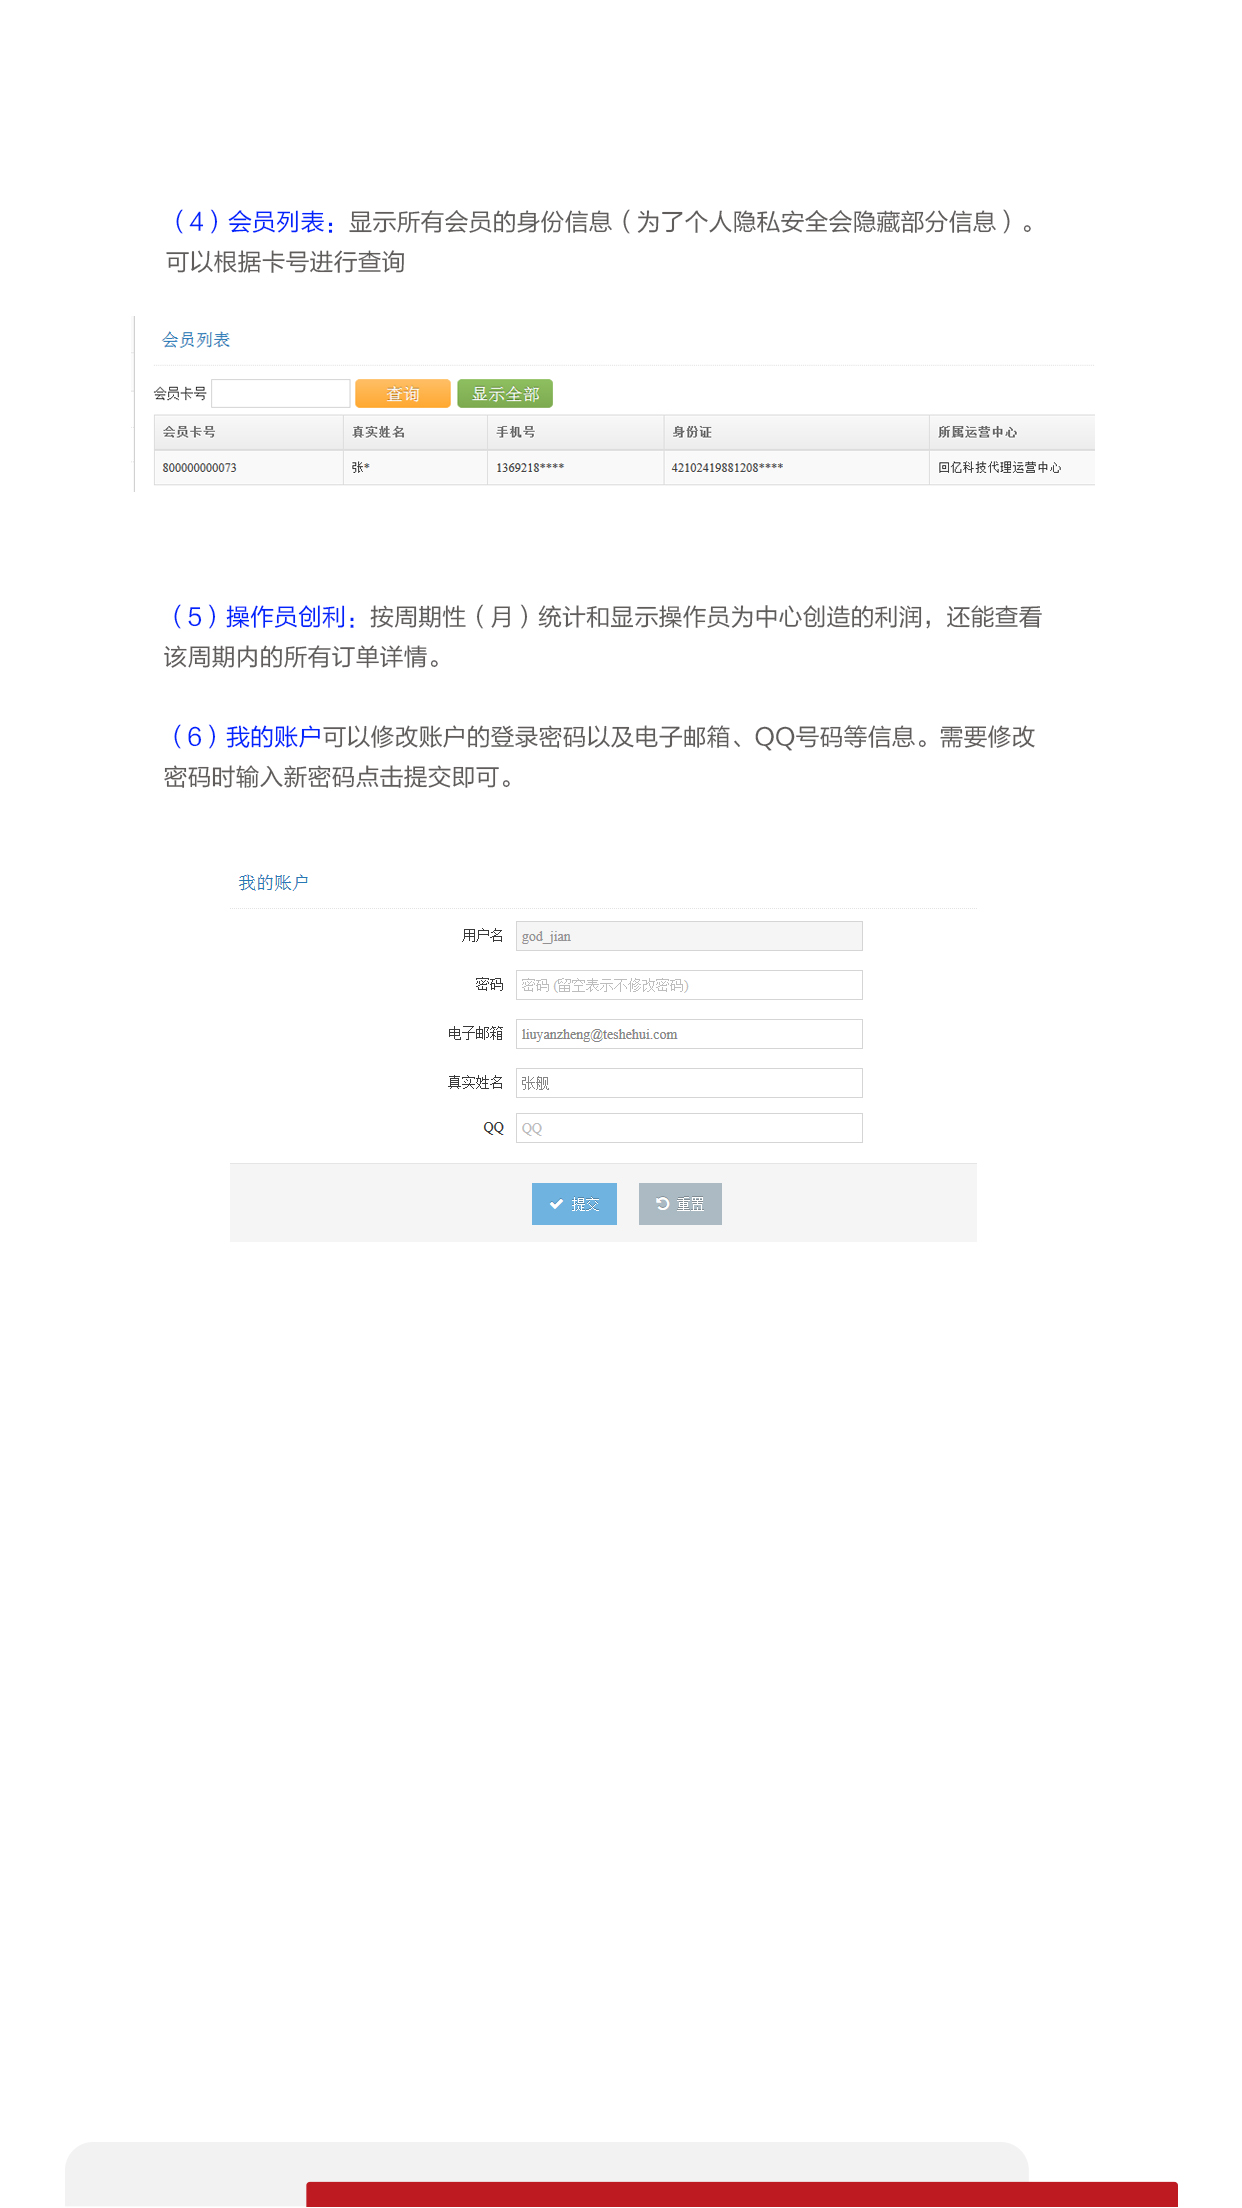 （4）会员列表：显示所有会员的身份信息（为了个人隐私安全会隐藏部分信息）。
可以根据卡号进行查询
会员列表
会员卡号 查询 显示全部
会员卡号 真实姓名 手机号 身份证 所属运营中心
800000000073 张* 1369218**** 42102419881208**** 回亿科技代理运营中心
（5）操作员创利：按周期性（月）统计和显示操作员为中心创造的利润，还能查看
该周期内的所有订单详情。
（6）我的账户可以修改账户的登录密码以及电子邮箱、QQ号码等信息。需要修改
密码时输入新密码点击提交即可。
我的账户
用户名 god_jian
密码 密码 (留空表示不修改密码)
电子邮箱 liuyanzheng@teshehui.com
真实姓名 张舰
QQ QQ
提交 重置